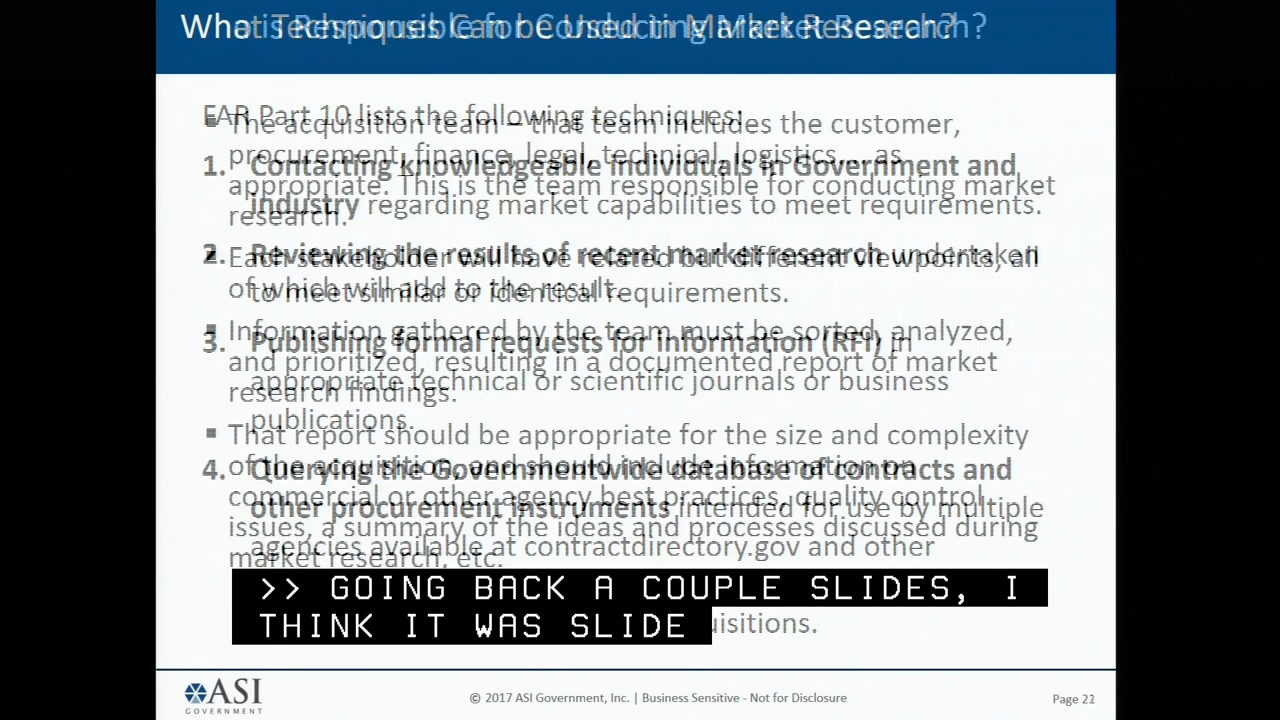 What Techniques Can be Used in My Market Research?
FAR Part 10 lists the following techniques:
1. Contacting knowledgeable individuals in Government and
industry regarding market capabilities to meet requirements.
2. Reviewing the results of recent market research undertaken
to meet similar or identical requirements.
3. Publishing formal requests for information (RFI) in
appropriate technical or scientific journals or business
publications.
4. Querying the Governmentwide database of contracts and
other procurement instruments intended for use by multiple
agencies available at contractdirectory.gov and other
uisitions.
Who is Responsible for Conducting Market Research?
▪ The acquisition team – that team includes the customer,
procurement, finance, legal, technical, logistics... as
appropriate. This is the team responsible for conducting market
research.
▪ Each stakeholder will have related but different viewpoints, all
of which will add to the result.
▪ Information gathered by the team must be sorted, analyzed,
and prioritized, resulting in a documented report of market
research findings.
▪ That report should be appropriate for the size and complexity
of the acquisition, and should include information on
commercial or other agency best practices, quality control
issues, a summary of the ideas and processes discussed during
market research, etc.
>> GOING BACK A COUPLE SLIDES, I
THINK IT WAS SLIDE
ASI
GOVERNMENT
© 2017 ASI Government, Inc. | Business Sensitive - Not for Disclosure
Page 22